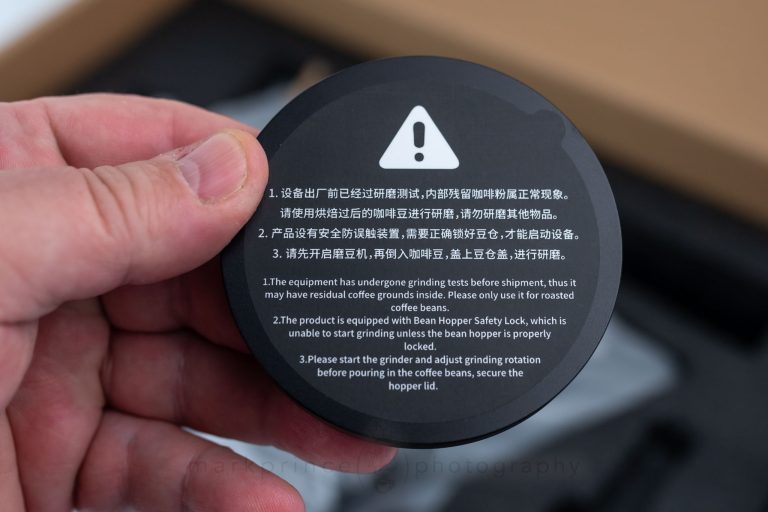 1. 设备出厂前已经过研磨测试,内部残留咖啡粉属正常现象。
请使用烘焙过后的咖啡豆进行研磨,请勿研磨其他物品。
2. 产品设有安全防误触装置,需要正确锁好豆仓,才能启动设备。
3. 请先开启磨豆机,再倒入咖啡豆,盖上豆仓盖,进行研磨。
1.The equipment has undergone grinding tests before shipment, thus it
may have residual coffee grounds inside. Please only use it for roasted
coffee beans.
2.The product is equipped with Bean Hopper Safety Lock, which is
unable to start grinding unless the bean hopper is properly
locked.
3.Please start the grinder and adjust grinding rotation
before pouring in the coffee beans, secure the
hopper lid.
markprince photography